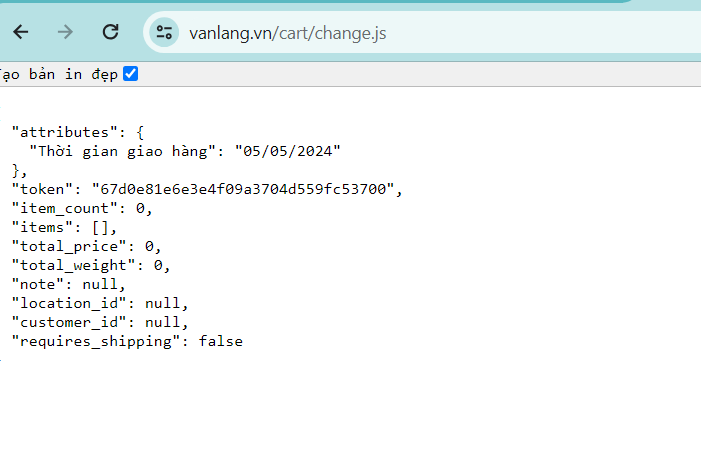 vanlang.vn/cart/change.js
ạo bản in đẹp
"attributes": {
"Thời gian giao hàng": "05/05/2024"
},
"token": "67d0e81e6e3e4f09a3704d559fc53700",
"item_count": 0,
"items": [],
"total_price": 0,
"total_weight": 0,
"note": null,
"location_id": null,
"customer_id": null,
"requires_shipping": false